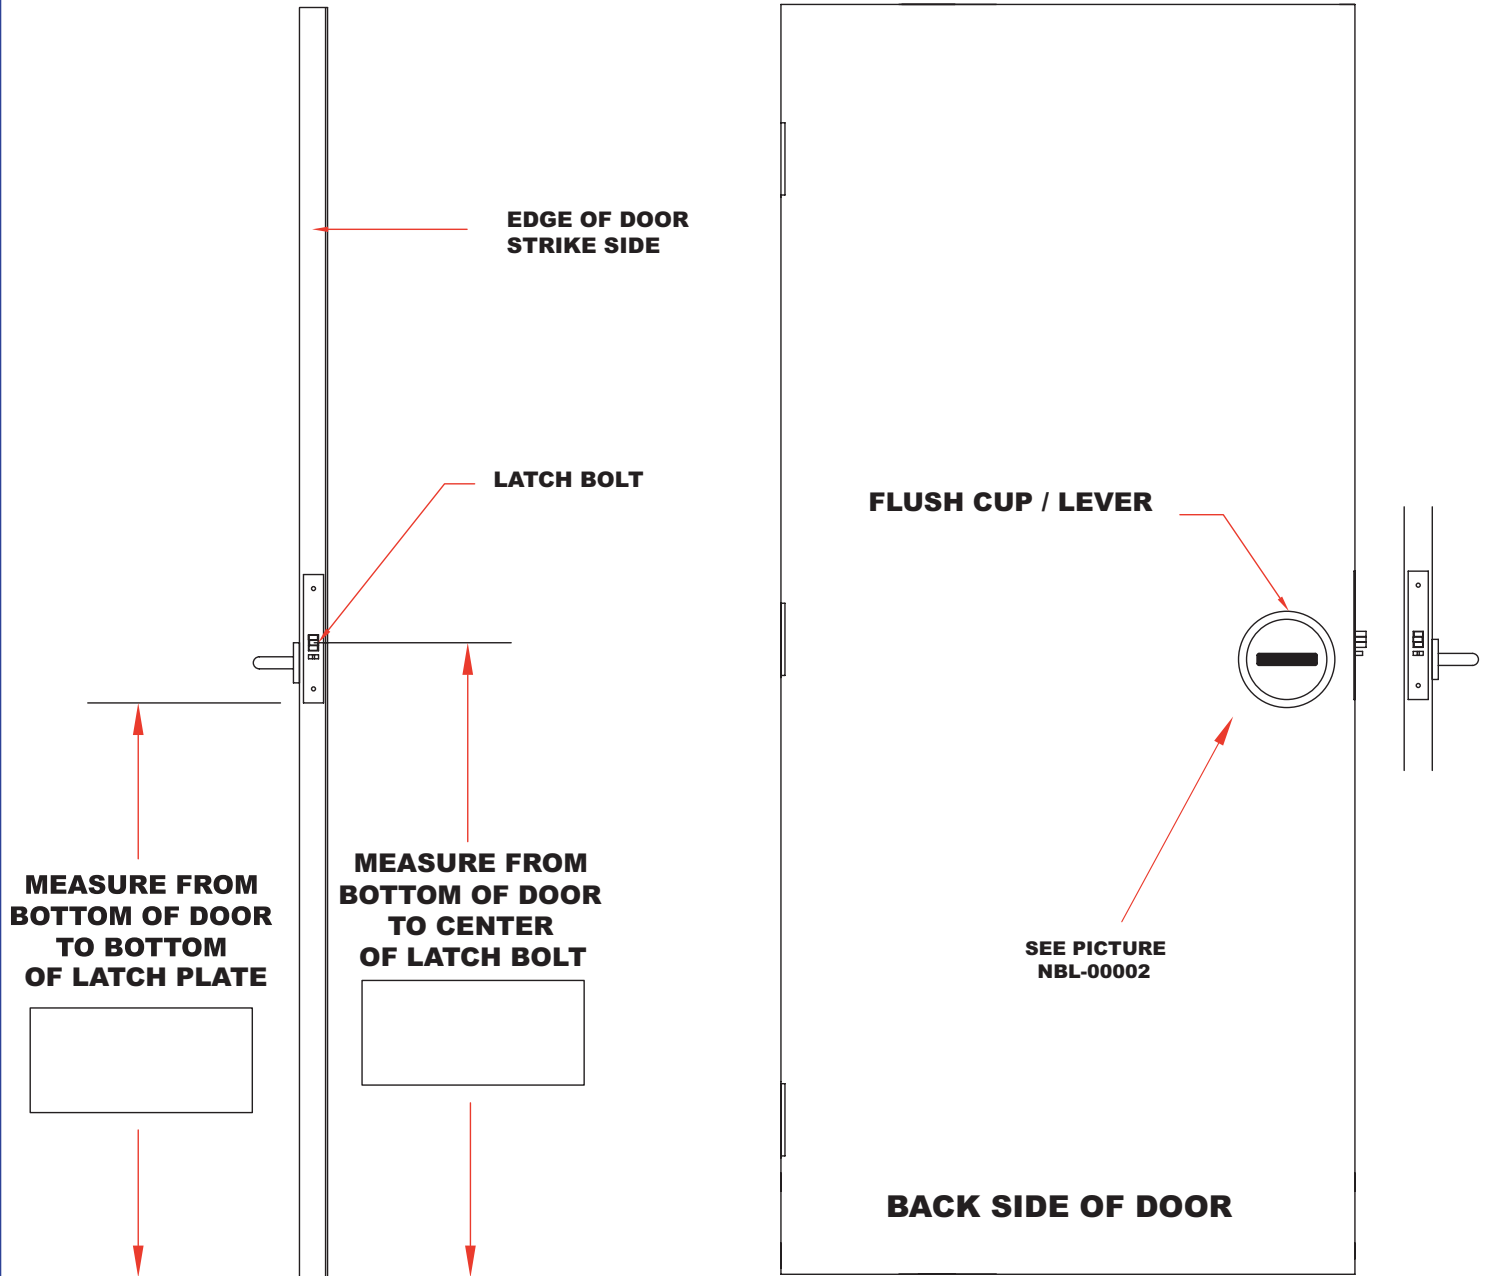 EDGE OF DOOR
STRIKE SIDE
LATCH BOLT
MEASURE FROM
BOTTOM OF DOOR
TO BOTTOM
OF LATCH PLATE
MEASURE FROM
BOTTOM OF DOOR
TO CENTER
OF LATCH BOLT
FLUSH CUP / LEVER
SEE PICTURE
NBL-00002
BACK SIDE OF DOOR